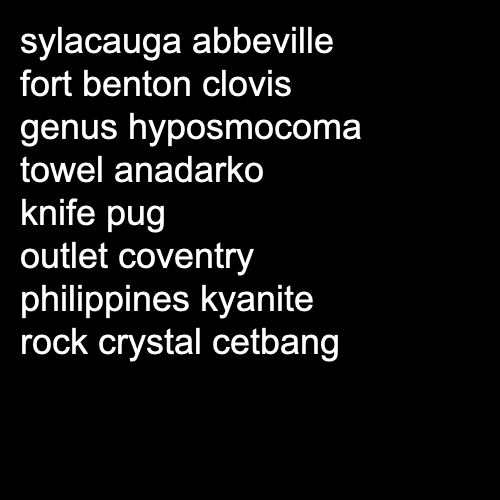 sylacauga abbeville
fort benton clovis
genus hyposmocoma
towel anadarko
knife pug
outlet coventry
philippines kyanite
rock crystal cetbang